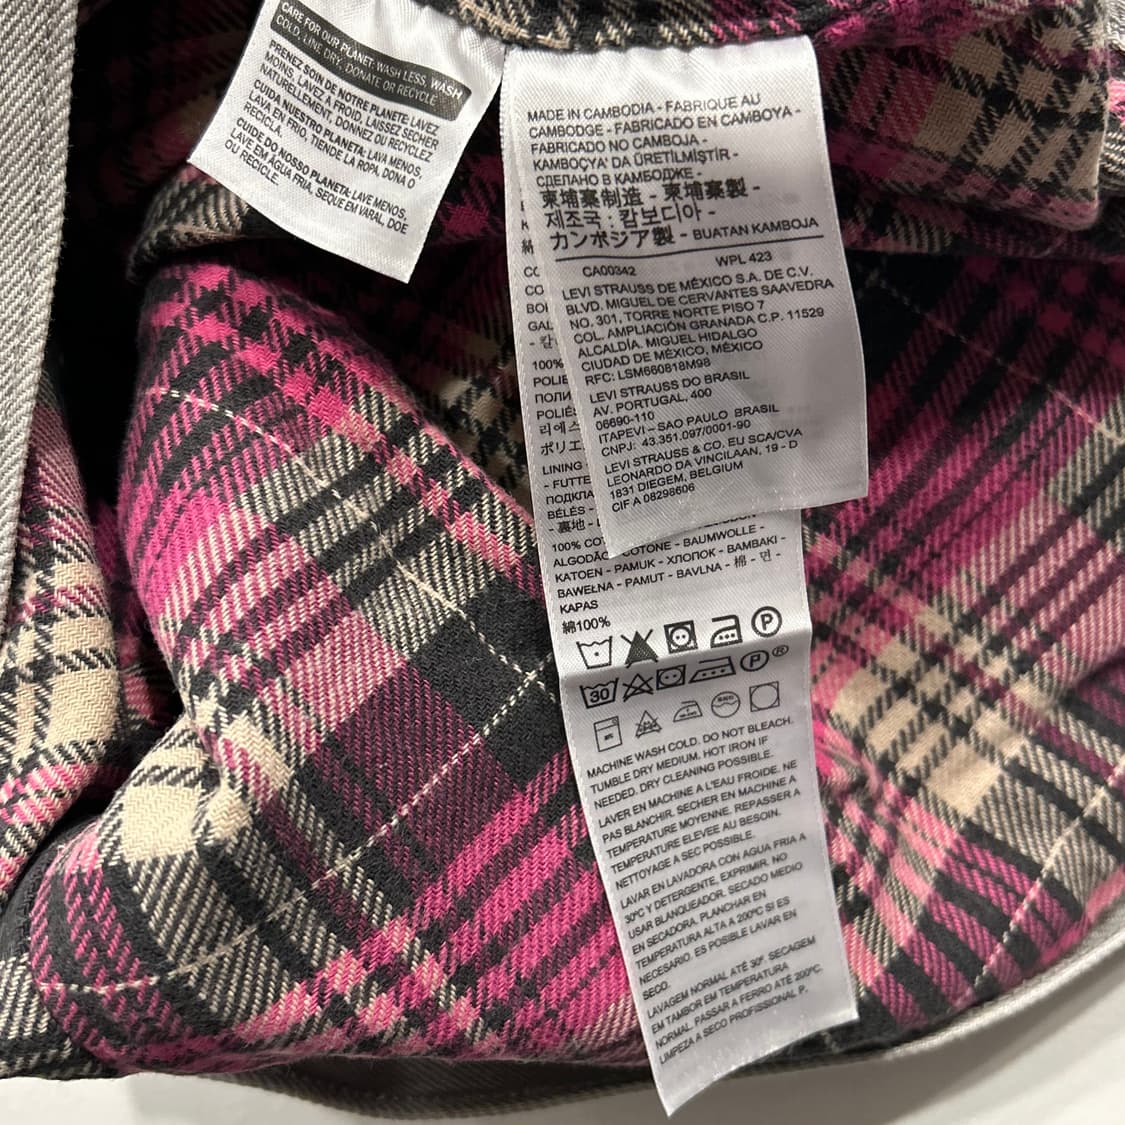 CARE FOR OUR PLANET: WASH LESS, WASH
COLD, LINE DRY, DONATE OR RECYCLE
PRENEZ SOIN DE NOTRE PLANETE LAVEZ
MOINS, LAVEZ À FROID, LAISSEZ SECHER
NATURELLEMENT, DONNEZ OU RECYCLEZ
CUIDA NUESTRO PLANETA: LAVA MENOS,
LAVA EN FRIO, TIENDE LA ROPA, DONA O
RECICLA.
CUIDE DO NOSSO PLANETA: LAVE MENOS,
LAVE EM ÁGUA FRIA, SEQUE EM VARAL, DOE
OU RECICLE.
MADE IN CAMBODIA - FABRIQUE AU
CAMBODGE - FABRICADO EN CAMBOYA -
FABRICADO NO CAMBOJA -
KAMBOÇYA' DA ÜRETİLMİŞTİR -
СДЕЛАНО В КАМБОДЖЕ -
柬埔寨制造 - 柬埔寨製 -
제조국 : 캄보디아 -
カンボジア製 - BUATAN KAMBOJA
CA00342 WPL 423
LEVI STRAUSS DE MÉXICO S.A. DE C.V.
BLVD. MIGUEL DE CERVANTES SAAVEDRA
NO. 301, TORRE NORTE PISO 7
COL. AMPLIACIÓN GRANADA C.P. 11529
ALCALDÍA. MIGUEL HIDALGO
CIUDAD DE MÉXICO, MÉXICO
RFC: LSM660818M98
LEVI STRAUSS DO BRASIL
AV. PORTUGAL, 400
06690-110
ITAPEVI – SAO PAULO BRASIL
CNPJ: 43.351.097/0001-90
LEVI STRAUSS & CO. EU SCA/CVA
LEONARDO DA VINCILAAN, 19 - D
1831 DIEGEM, BELGIUM
CIF A 08298606
100%
LINING
- FUTTE
ПОДКЛА
BÉLÉS -
- 裏地 -
100% CO
ALGODÃO COTONE - BAUMWOLLE -
KATOEN - PAMUK - ХЛОПОК - BAMBAKI -
BAWEŁNA - PAMUT - BAVLNA - 棉 - 면 -
KAPAS
綿100%
P
30 P ®
MACHINE WASH COLD. DO NOT BLEACH.
TUMBLE DRY MEDIUM. HOT IRON IF
NEEDED. DRY CLEANING POSSIBLE.
LAVER EN MACHINE A L'EAU FROIDE. NE
PAS BLANCHIR. SECHER EN MACHINE A
TEMPERATURE MOYENNE. REPASSER A
TEMPERATURE ELEVEE AU BESOIN.
NETTOYAGE A SEC POSSIBLE.
LAVAR EN LAVADORA CON AGUA FRIA A
30ºC Y DETERGENTE, EXPRIMIR. NO
USAR BLANQUEADOR. SECADO MEDIO
EN SECADORA. PLANCHAR EN
TEMPERATURA ALTA A 200ºC SI ES
NECESARIO. ES POSIBLE LAVAR EN
SECO.
LAVAGEM NORMAL ATÉ 30º. SECAGEM
EM TAMBOR EM TEMPERATURA
NORMAL. PASSAR A FERRO ATÉ 200ºC.
LIMPEZA A SECO PROFISSIONAL P.